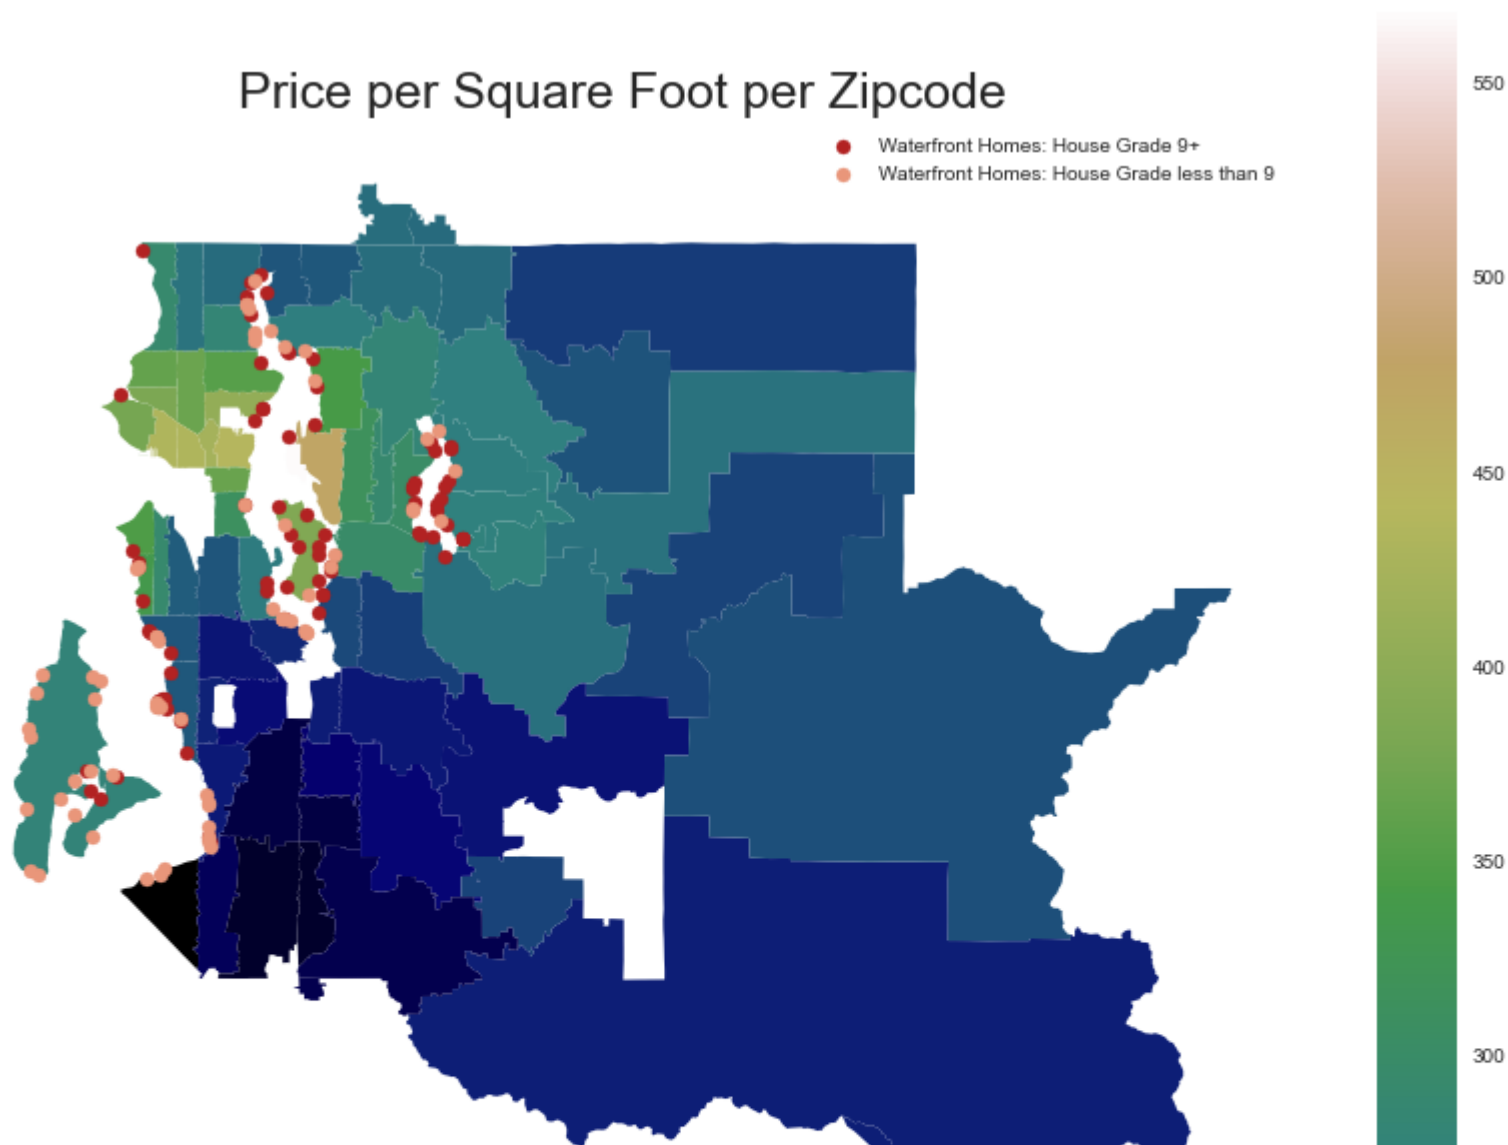 Price per Square Foot per Zipcode
Waterfront Homes: House Grade 9+
Waterfront Homes: House Grade less than 9
550
500
450
400
350
300